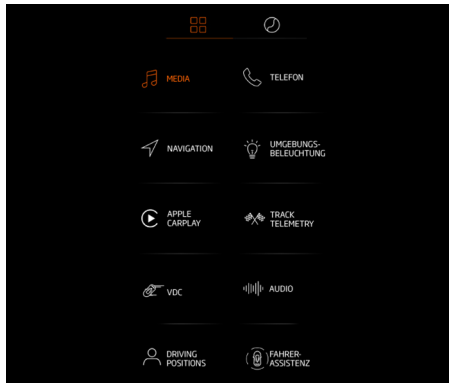 MEDIA
TELEFON
NAVIGATION
UMGEBUNGS-
BELEUCHTUNG
APPLE
CARPLAY
TRACK
TELEMETRY
VDC
AUDIO
DRIVING
POSITIONS
FAHRER-
ASSISTENZ